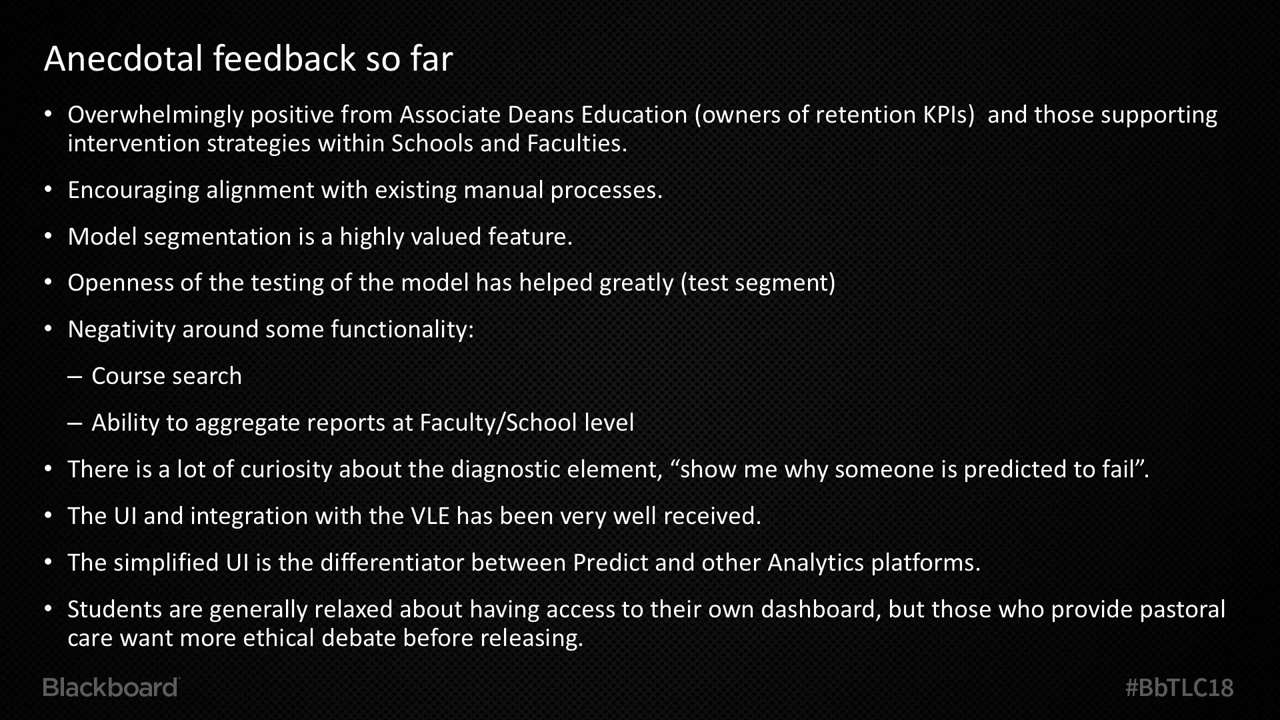 Anecdotal feedback so far
• Overwhelmingly positive from Associate Deans Education (owners of retention KPIs)  and those supporting
intervention strategies within Schools and Faculties.
• Encouraging alignment with existing manual processes.
• Model segmentation is a highly valued feature.
• Openness of the testing of the model has helped greatly (test segment)
• Negativity around some functionality:
– Course search
– Ability to aggregate reports at Faculty/School level
• There is a lot of curiosity about the diagnostic element, “show me why someone is predicted to fail”.
• The UI and integration with the VLE has been very well received.
• The simplified UI is the differentiator between Predict and other Analytics platforms.
• Students are generally relaxed about having access to their own dashboard, but those who provide pastoral
care want more ethical debate before releasing.
Blackboard
#BbTLC18